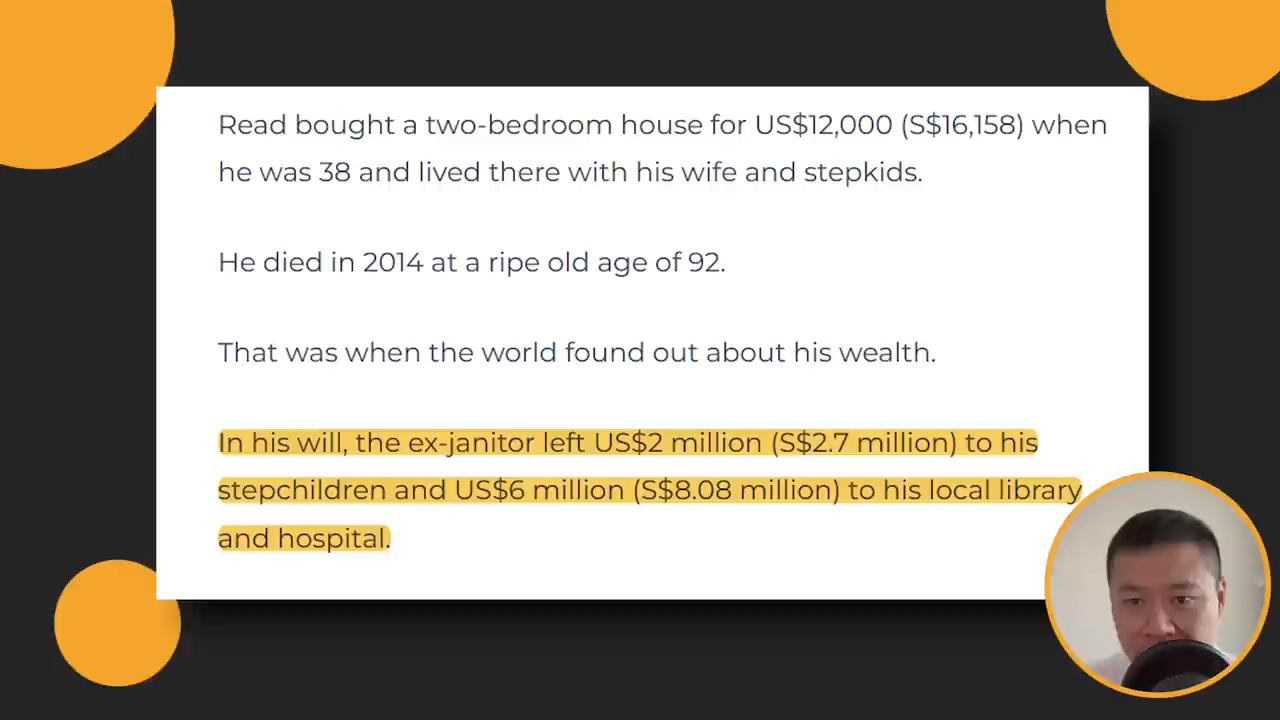 Read bought a two-bedroom house for US$12,000 (S$16,158) when
he was 38 and lived there with his wife and stepkids.
He died in 2014 at a ripe old age of 92.
That was when the world found out about his wealth.
In his will, the ex-janitor left US$2 million (S$2.7 million) to his
stepchildren and US$6 million (S$8.08 million) to his local library
and hospital.